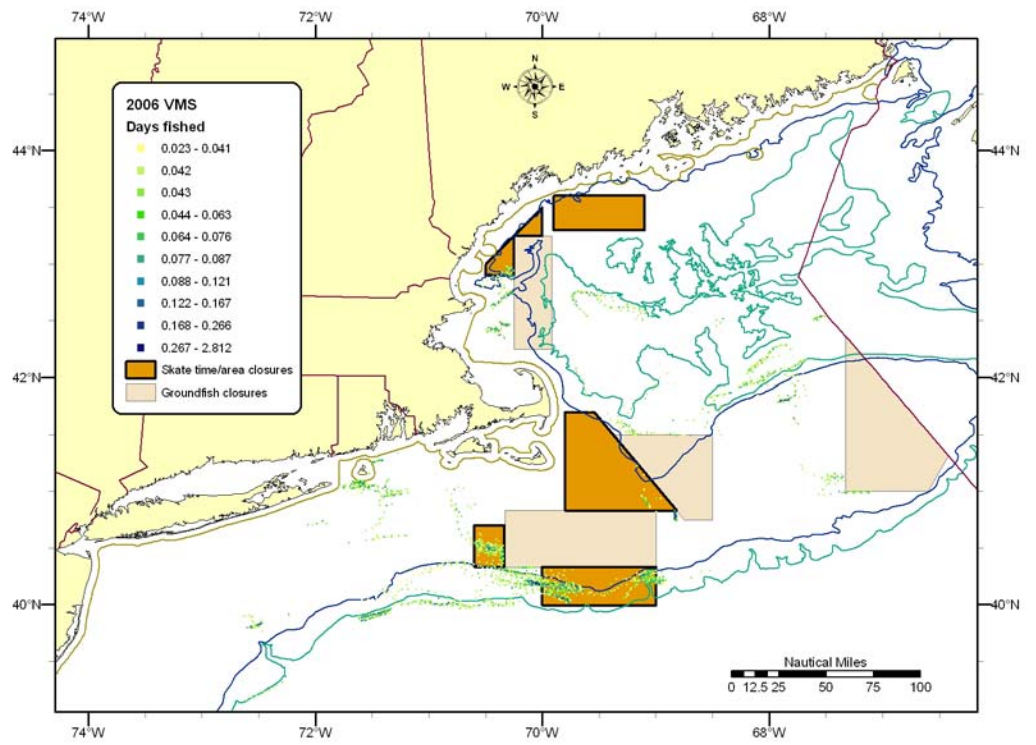 74°W 72°W 70°W 68°W
N
W E
S
2006 VMS
Days fished
0.023 - 0.041
0.042
0.043
0.044 - 0.063
0.064 - 0.076
0.077 - 0.087
0.088 - 0.121
0.122 - 0.167
0.168 - 0.266
0.267 - 2.812
Skate time/area closures
Groundfish closures
44°N 44°N
42°N 42°N
40°N 40°N
Nautical Miles
0 12.5 25 50 75 100
74°W 72°W 70°W 68°W